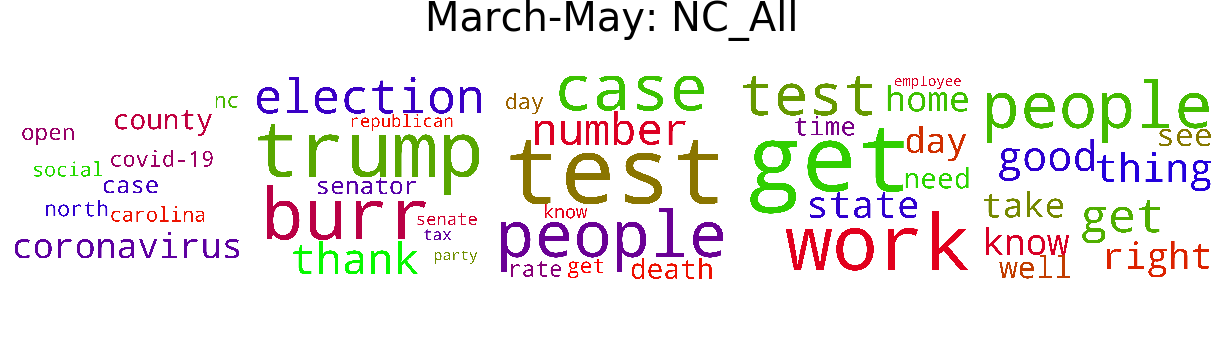 March-May: NC_All
nc
county
open
covid-19
social
case
north
carolina
coronavirus
election
republican
trump
senator
burr
senate
tax
thank
party
case
day
number
test
know
people
rate
get
death
employee
test
home
time
day
get
need
state
work
people
see
good
thing
take
get
know
right
well